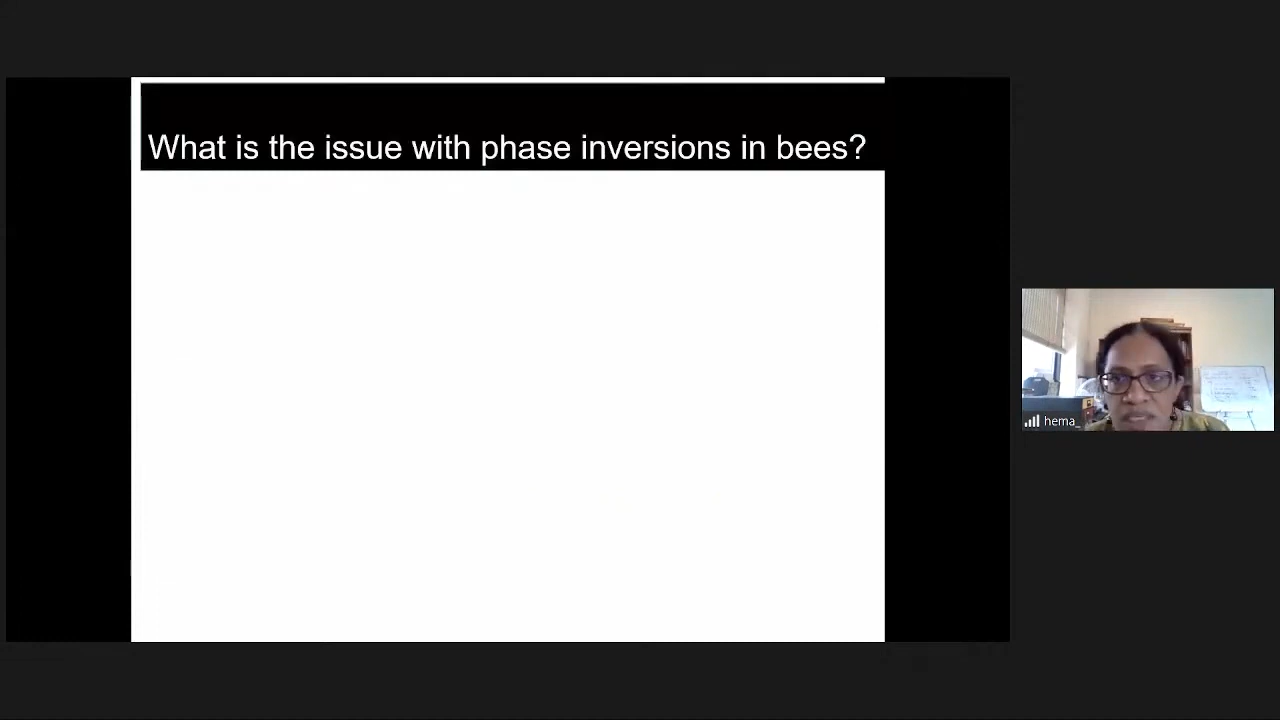 What is the issue with phase inversions in bees?
hema_